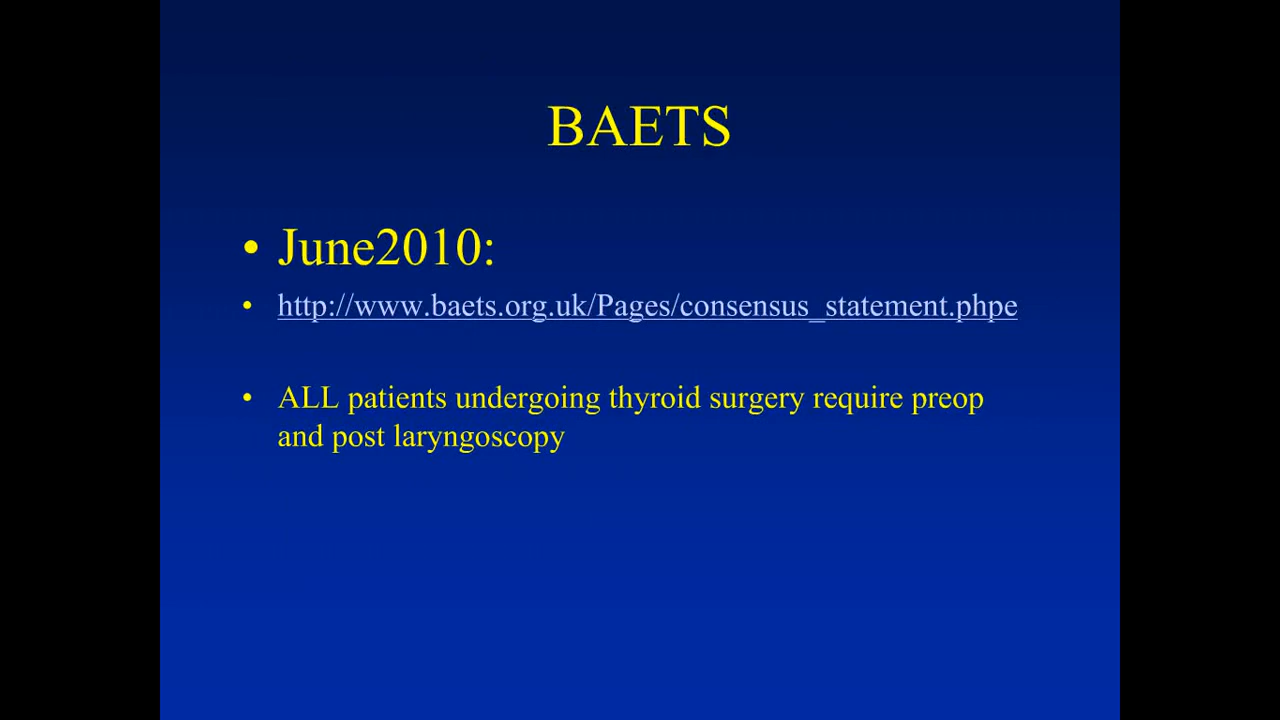 BAETS
• June2010:
• http://www.baets.org.uk/Pages/consensus_statement.phpe
• ALL patients undergoing thyroid surgery require preop
and post laryngoscopy